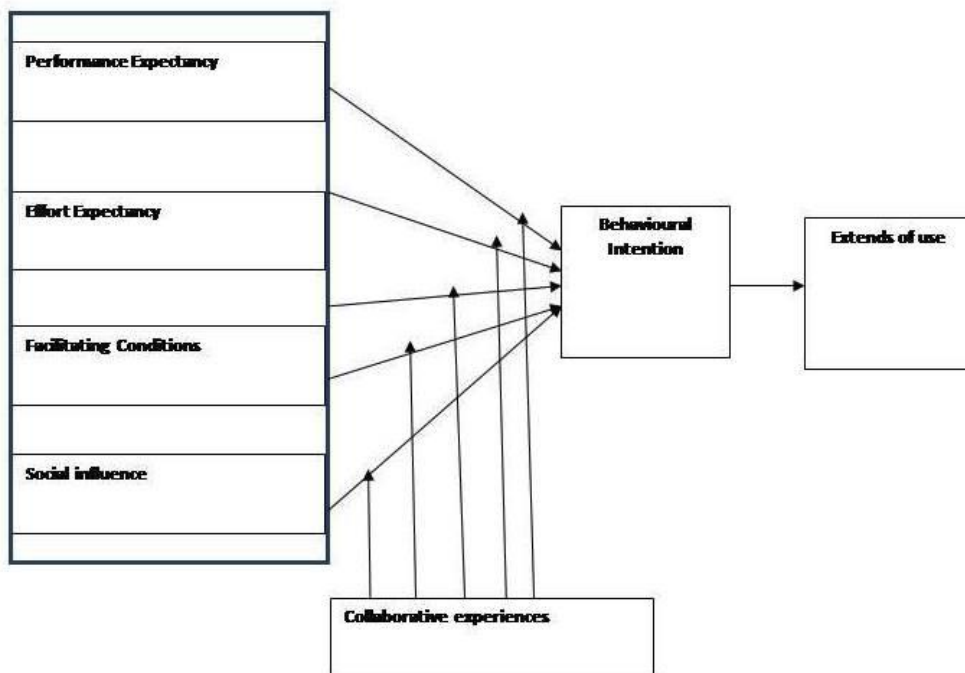 Performance Expectancy
Effort Expectancy
Behavioural
Intention
Extends of use
Facilitating Conditions
Social influence
Collaborative experiences